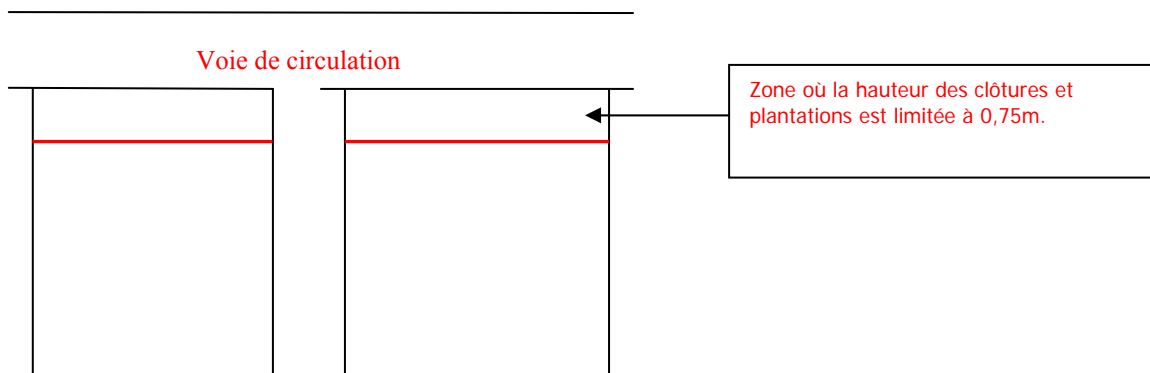 Voie de circulation
Zone où la hauteur des clôtures et
plantations est limitée à 0,75m.